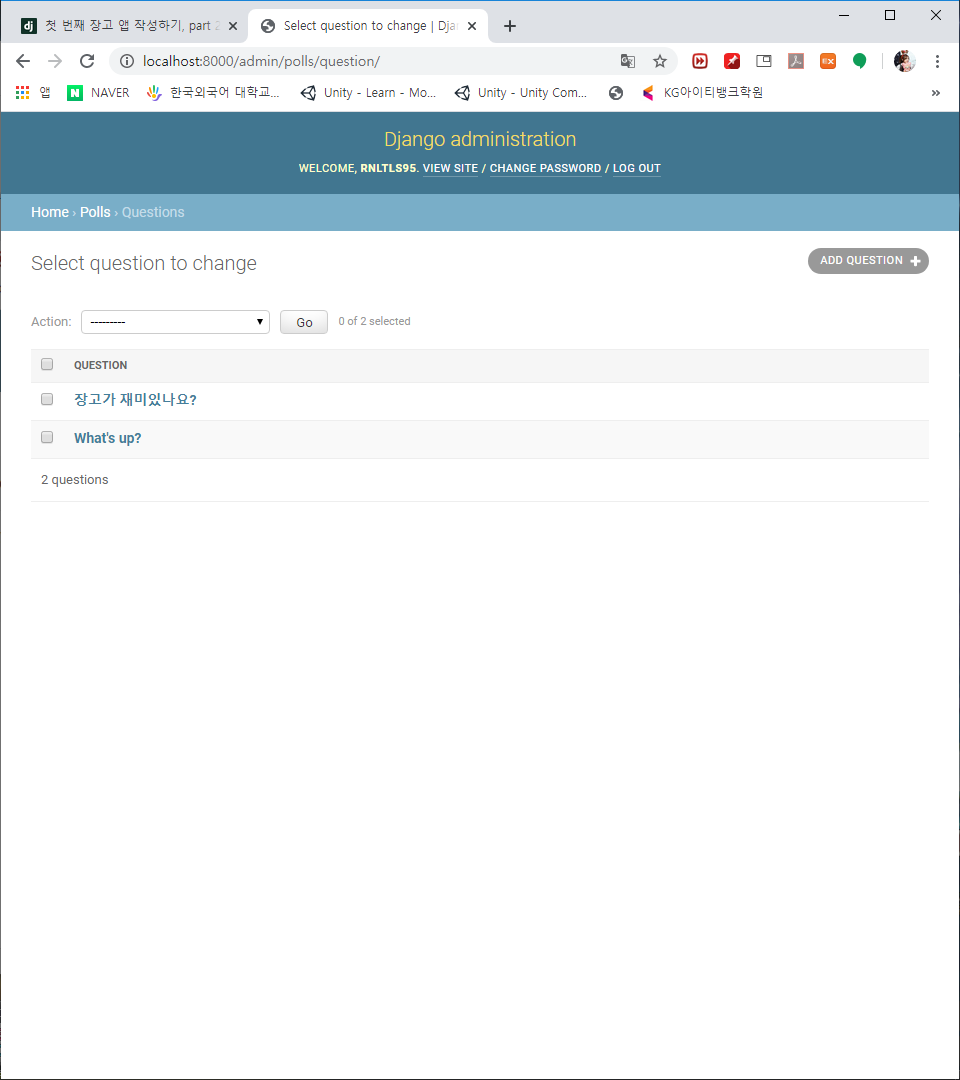 dj 첫 번째 장고 앱 작성하기, part 2
Select question to change | Djan
localhost:8000/admin/polls/question/
앱 N NAVER 한국외국어 대학교... Unity - Learn - Mo... Unity - Unity Com... KG아이티뱅크학원 »
Django administration
WELCOME, RNLTLS95. VIEW SITE / CHANGE PASSWORD / LOG OUT
Home › Polls › Questions
Select question to change
ADD QUESTION +
Action: --------- Go 0 of 2 selected
QUESTION
장고가 재미있나요?
What's up?
2 questions